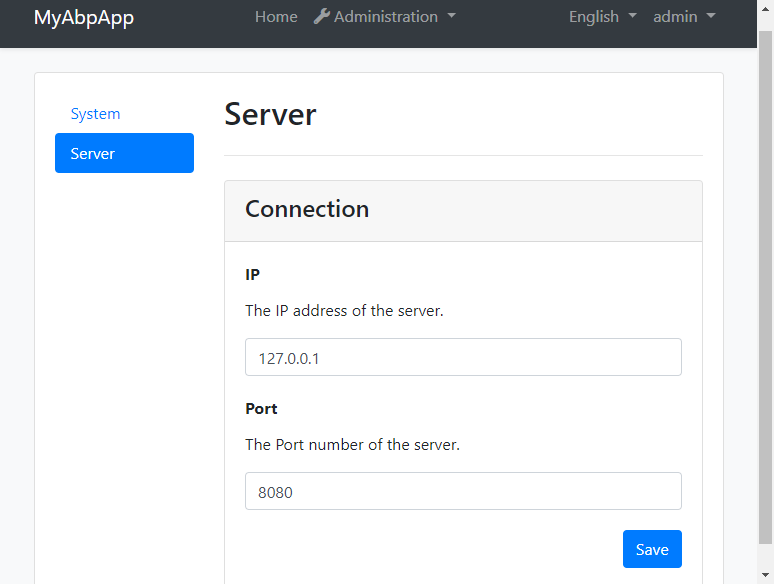 MyAbpApp Home Administration English admin
System
Server
Server
Connection
IP
The IP address of the server.
127.0.0.1
Port
The Port number of the server.
8080
Save